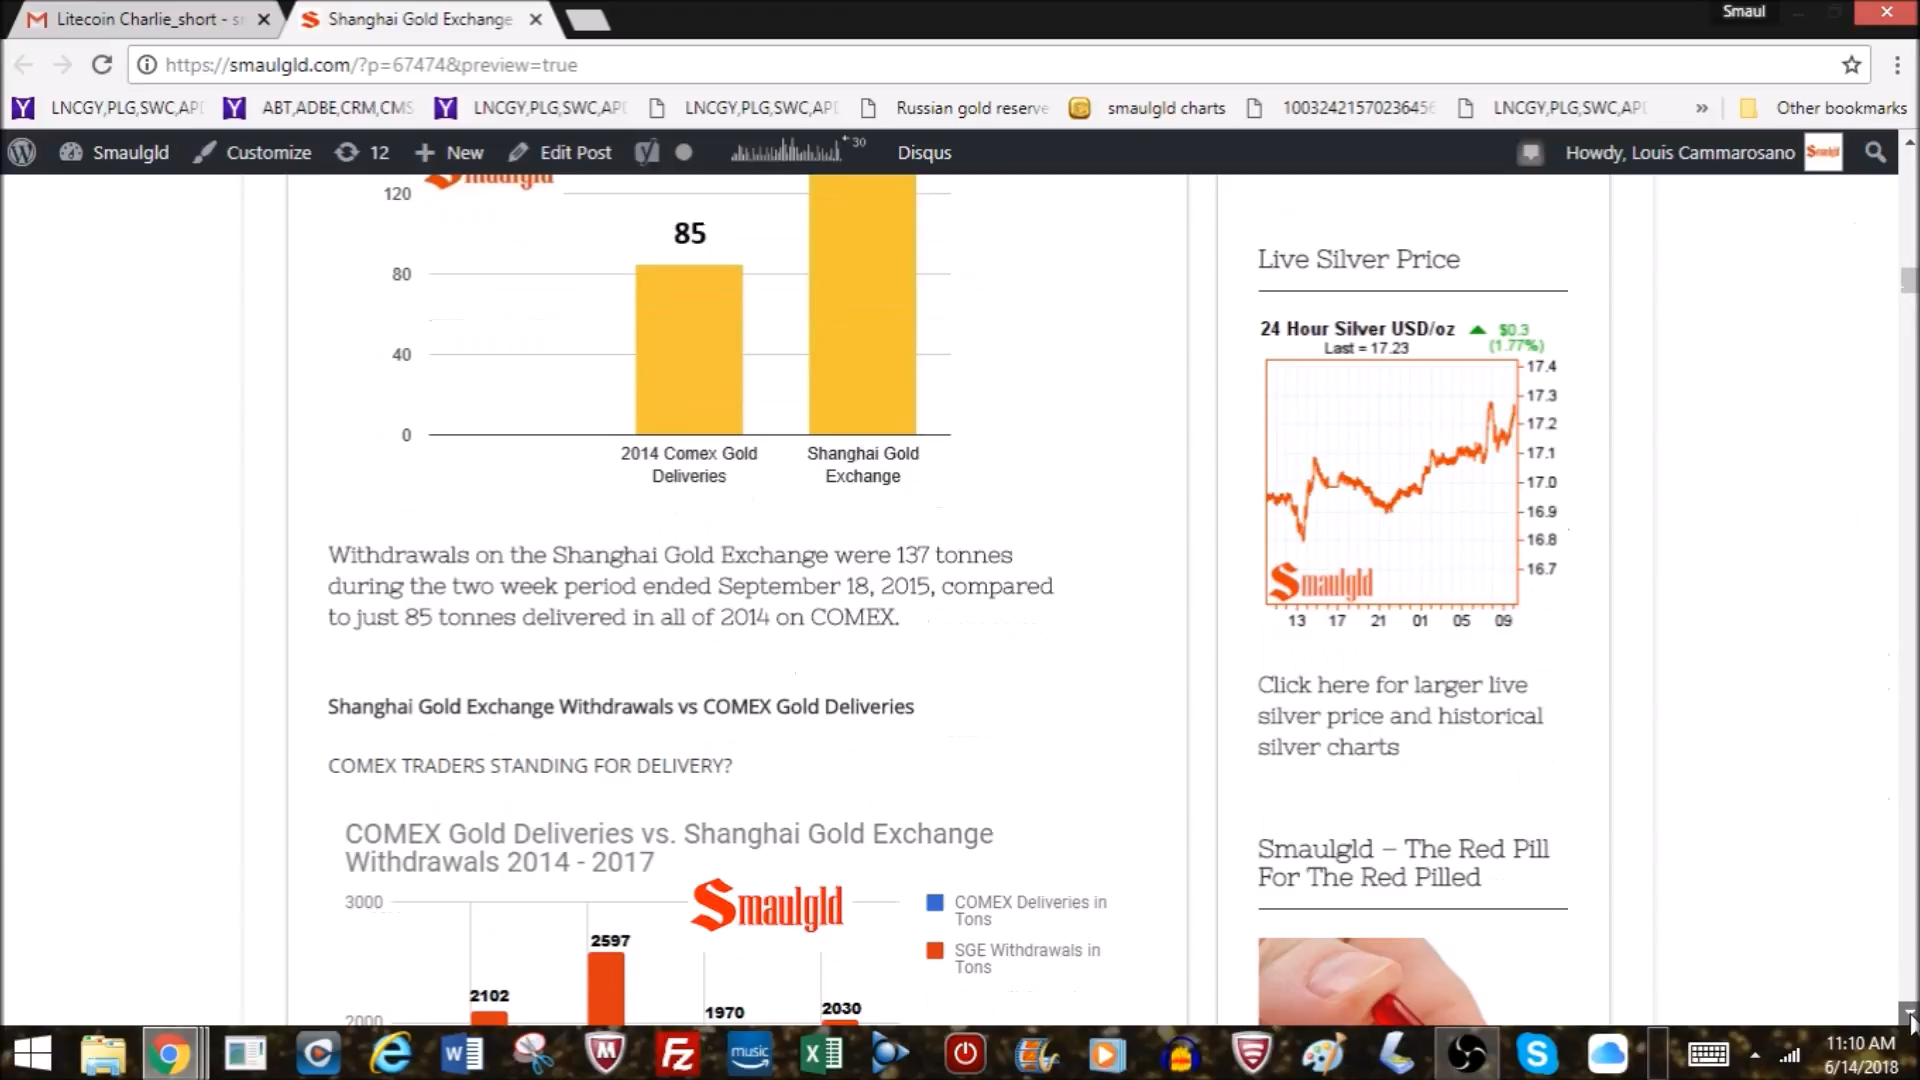 Litecoin Charlie_short - s
Shanghai Gold Exchange
Smaul
https://smaulgld.com/?p=67474&preview=true
LNCGY,PLG,SWC,API
ABT,ADBE,CRM,CMS
LNCGY,PLG,SWC,API
LNCGY,PLG,SWC,API
Russian gold reserve
smaulgld charts
10032421570236456
LNCGY,PLG,SWC,API
»
Other bookmarks
Smaulgld
Customize
12
New
Edit Post
30
Disqus
Howdy, Louis Cammarosano
Smaulgld
Smaulgld
120
85
80
40
0
2014 Comex Gold
Deliveries
Shanghai Gold
Exchange
Withdrawals on the Shanghai Gold Exchange were 137 tonnes
during the two week period ended September 18, 2015, compared
to just 85 tonnes delivered in all of 2014 on COMEX.
Shanghai Gold Exchange Withdrawals vs COMEX Gold Deliveries
COMEX TRADERS STANDING FOR DELIVERY?
COMEX Gold Deliveries vs. Shanghai Gold Exchange
Withdrawals 2014 - 2017
3000
Smaulgld
COMEX Deliveries in
Tons
2597
SGE Withdrawals in
Tons
2102
1970
2030
2000
Live Silver Price
24 Hour Silver USD/oz
$0.3
Last = 17.23
(1.77%)
17.4
17.3
17.2
17.1
17.0
16.9
16.8
16.7
Smaulgld
13 17 21 01 05 09
Click here for larger live
silver price and historical
silver charts
Smaulgld – The Red Pill
For The Red Pilled
music
11:10 AM
6/14/2018